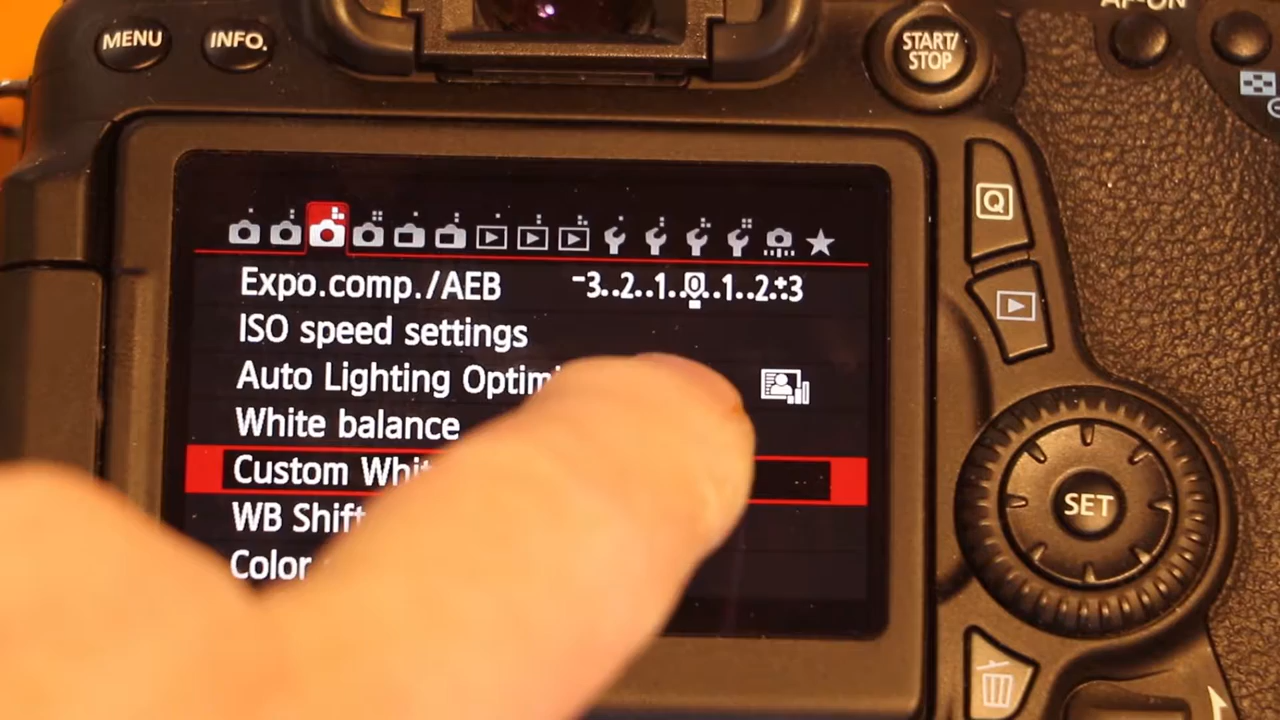 AF-ON
MENU INFO.
START/
STOP
Q
Expo.comp./AEB -3..2..1..0..1..2..+3
ISO speed settings
Auto Lighting Optimi
White balance
Custom Whi
WB Shift
Color
SET